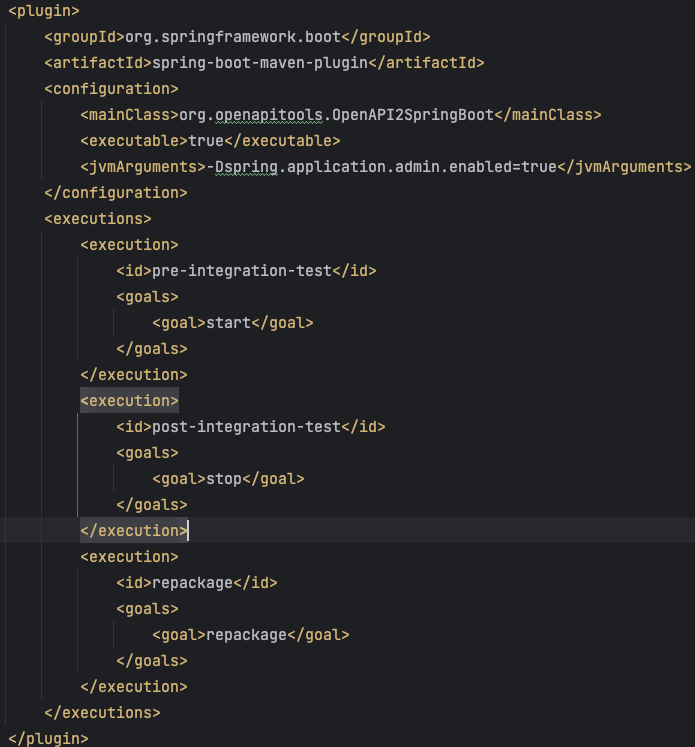 <plugin>
    <groupId>org.springframework.boot</groupId>
    <artifactId>spring-boot-maven-plugin</artifactId>
    <configuration>
        <mainClass>org.openapitools.OpenAPI2SpringBoot</mainClass>
        <executable>true</executable>
        <jvmArguments>-Dspring.application.admin.enabled=true</jvmArguments>
    </configuration>
    <executions>
        <execution>
            <id>pre-integration-test</id>
            <goals>
                <goal>start</goal>
            </goals>
        </execution>
        <execution>
            <id>post-integration-test</id>
            <goals>
                <goal>stop</goal>
            </goals>
        </execution>
        <execution>
            <id>repackage</id>
            <goals>
                <goal>repackage</goal>
            </goals>
        </execution>
    </executions>
</plugin>